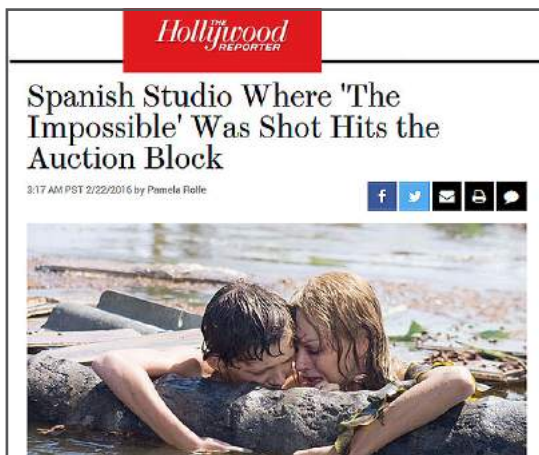 THE
Hollywood
REPORTER
Spanish Studio Where 'The
Impossible' Was Shot Hits the
Auction Block
3:17 AM PST 2/22/2016 by Pamela Rolfe
f